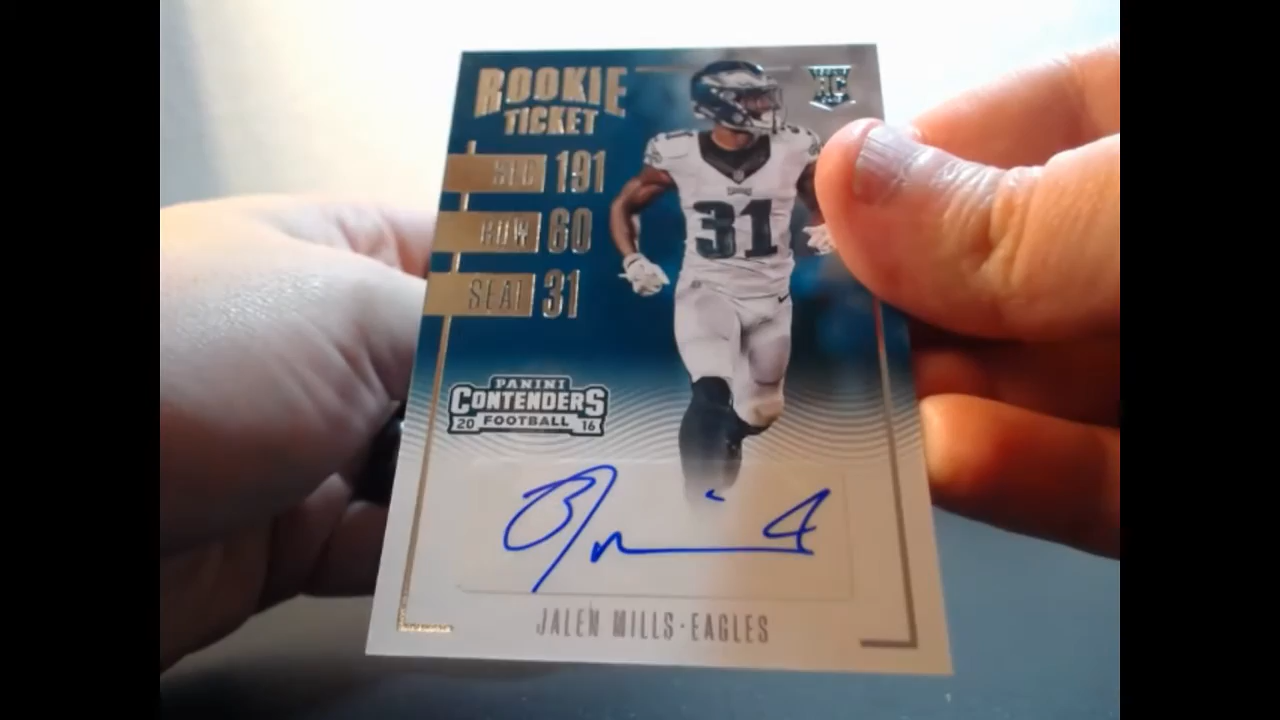 ROOKIE
TICKET
RC
SEC 191
ROW 60
SEAT 31
31
PANINI
CONTENDERS
20 FOOTBALL 16
JALEN MILLS·EAGLES